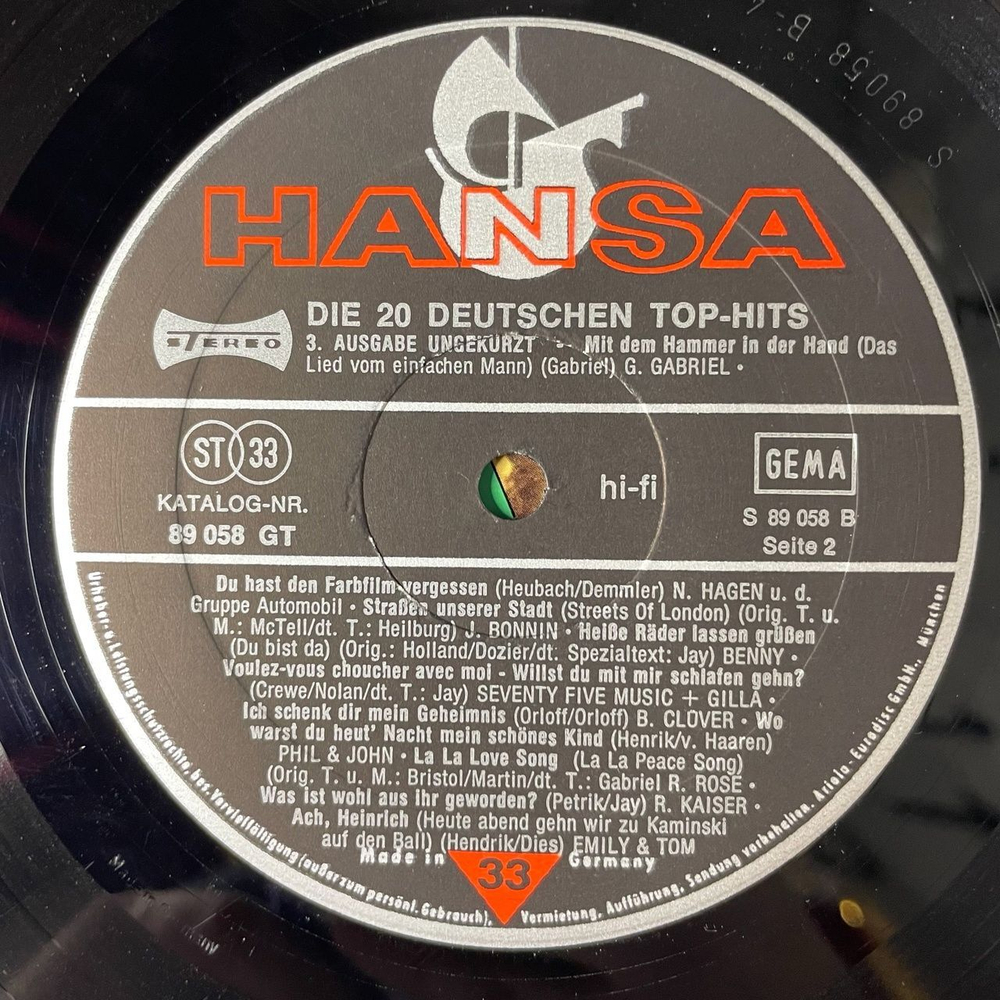 S 89058 B-4
HANSA
DIE 20 DEUTSCHEN TOP-HITS
STEREO
3. AUSGABE UNGEKÜRZT - Mit dem Hammer in der Hand (Das
Lied vom einfachen Mann) (Gabriel) G. GABRIEL •
ST 33
KATALOG-NR.
89 058 GT
hi-fi
GEMA
S 89 058 B
Seite 2
Du hast den Farbfilm vergessen (Heubach/Demmler) N. HAGEN u. d.
Gruppe Automobil • Straßen unserer Stadt (Streets Of London) (Orig. T. u.
M.: McTell/dt. T.: Heilburg) J. BONNIN • Heiße Räder lassen grüßen
(Du bist da) (Orig.: Holland/Dozier/dt. Spezialtext: Jay) BENNY •
Voulez-vous choucher avec moi - Willst du mit mir schlafen gehn?
(Crewe/Nolan/dt. T.: Jay) SEVENTY FIVE MUSIC + GILLA •
Ich schenk dir mein Geheimnis (Orloff/Orloff) B. CLÜVER • Wo
warst du heut' Nacht mein schönes Kind (Henrik/v. Haaren)
PHIL & JOHN • La La Love Song (La La Peace Song)
(Orig. T. u. M.: Bristol/Martin/dt. T.: Gabriel R. ROSÉ •
Was ist wohl aus ihr geworden? (Petrik/Jay) R. KAISER •
Ach, Heinrich (Heute abend gehn wir zu Kaminski
auf den Ball) (Hendrik/Dies) EMILY & TOM
Made in Germany
33
Urheber- u. Leistungsschutzrechte, bes. Vervielfältigung (außer zum persönl. Gebrauch), Vermietung, Aufführung, Sendung vorbehalten. Ariola-Eurodisc GmbH., München